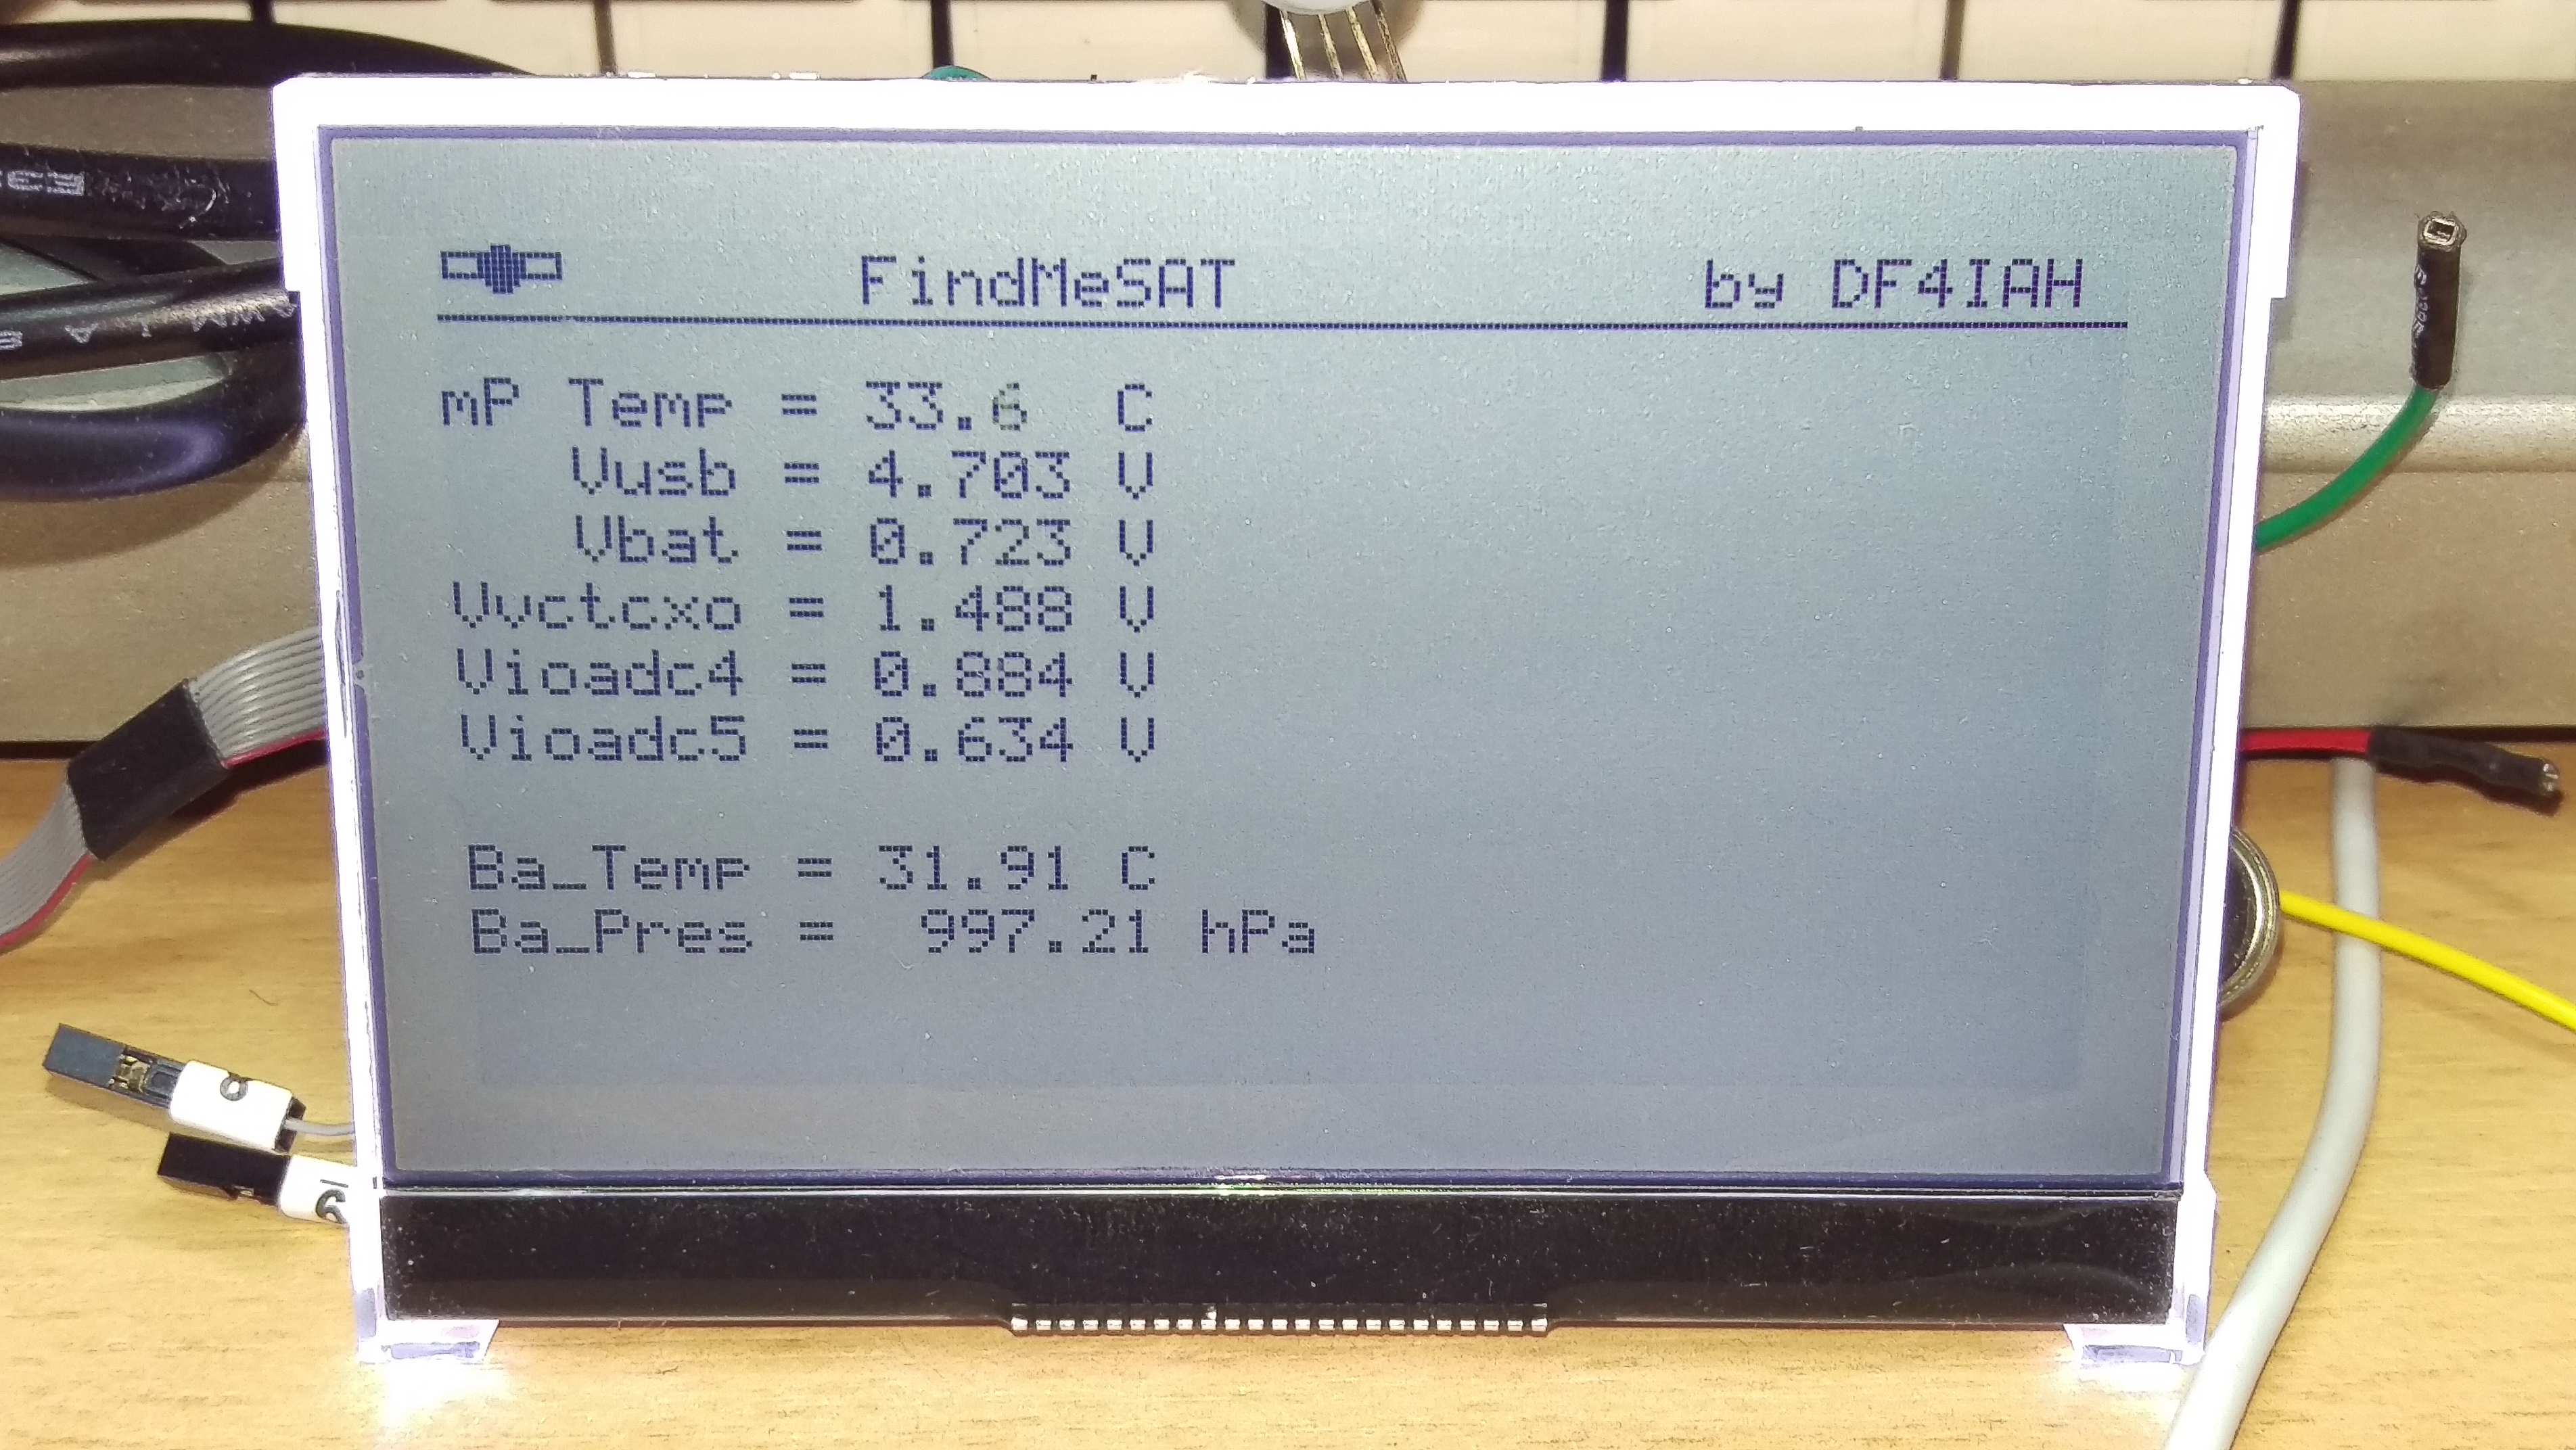 FindMeSAT by DF4IAH
mP Temp = 33.6 C
Vusb = 4.703 V
Vbat = 0.723 V
Vvctcxo = 1.488 V
Vioadc4 = 0.884 V
Vioadc5 = 0.634 V
Ba_Temp = 31.91 C
Ba_Pres = 997.21 hPa